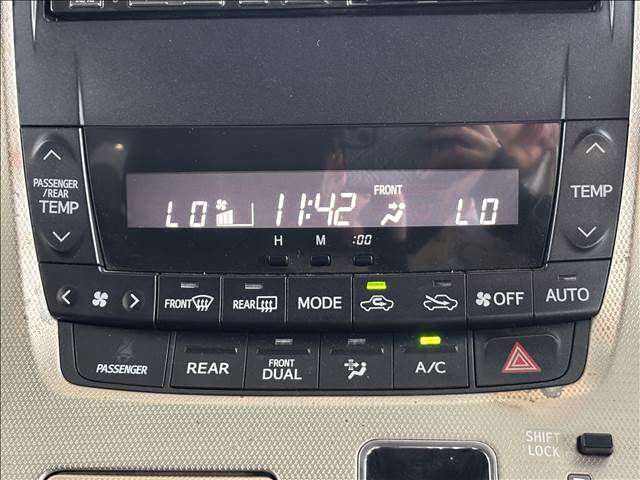 PASSENGER
/REAR
TEMP
LO
11:42
FRONT
LO
TEMP
H
M
:00
FRONT
REAR
MODE
OFF
AUTO
PASSENGER
REAR
FRONT
DUAL
A/C
SHIFT
LOCK